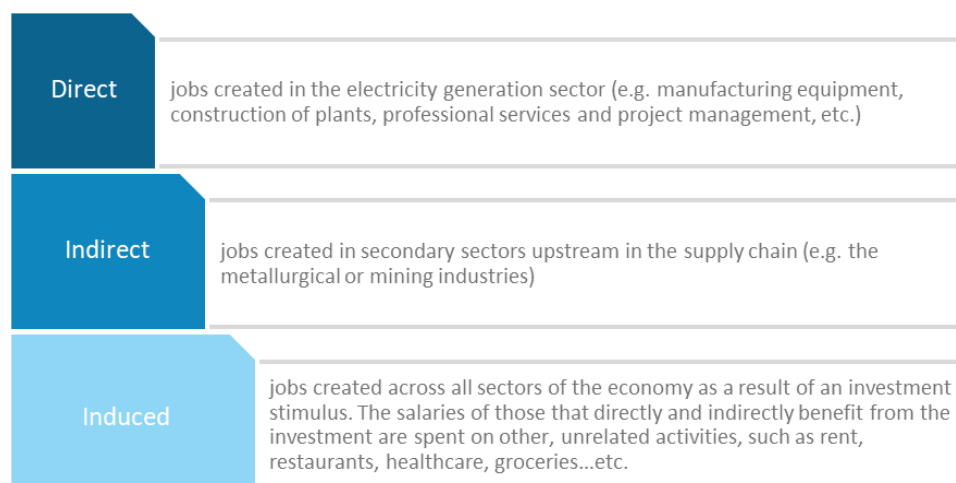 Direct
jobs created in the electricity generation sector (e.g. manufacturing equipment,
construction of plants, professional services and project management, etc.)
Indirect
jobs created in secondary sectors upstream in the supply chain (e.g. the
metallurgical or mining industries)
Induced
jobs created across all sectors of the economy as a result of an investment
stimulus. The salaries of those that directly and indirectly benefit from the
investment are spent on other, unrelated activities, such as rent,
restaurants, healthcare, groceries...etc.